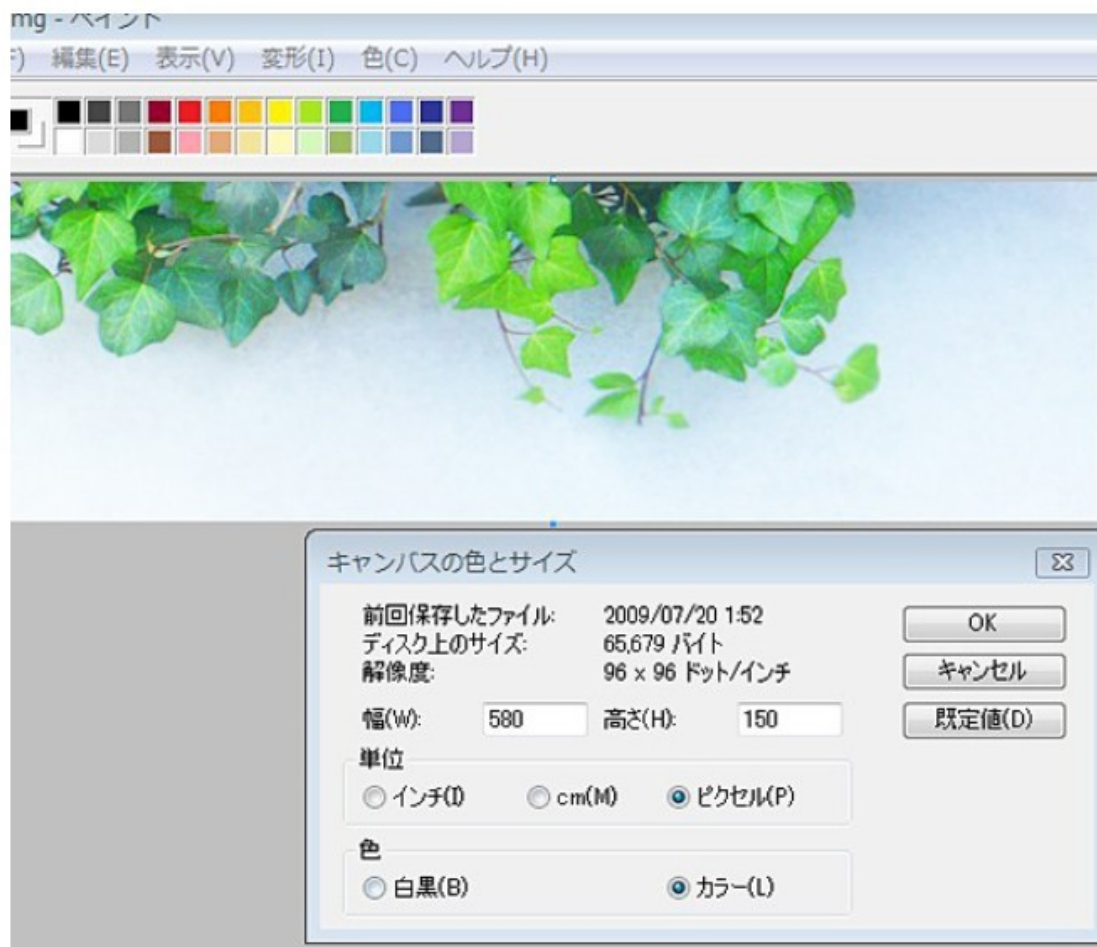 mg - ペイント
F) 編集(E) 表示(V) 変形(I) 色(C) ヘルプ(H)
キャンバスの色とサイズ
前回保存したファイル: 2009/07/20 1:52
ディスク上のサイズ: 65,679 バイト
解像度: 96 x 96 ドット/インチ
幅(W): 580 高さ(H): 150
単位
インチ(I) cm(M) ピクセル(P)
色
白黒(B) カラー(L)
OK
キャンセル
既定値(D)